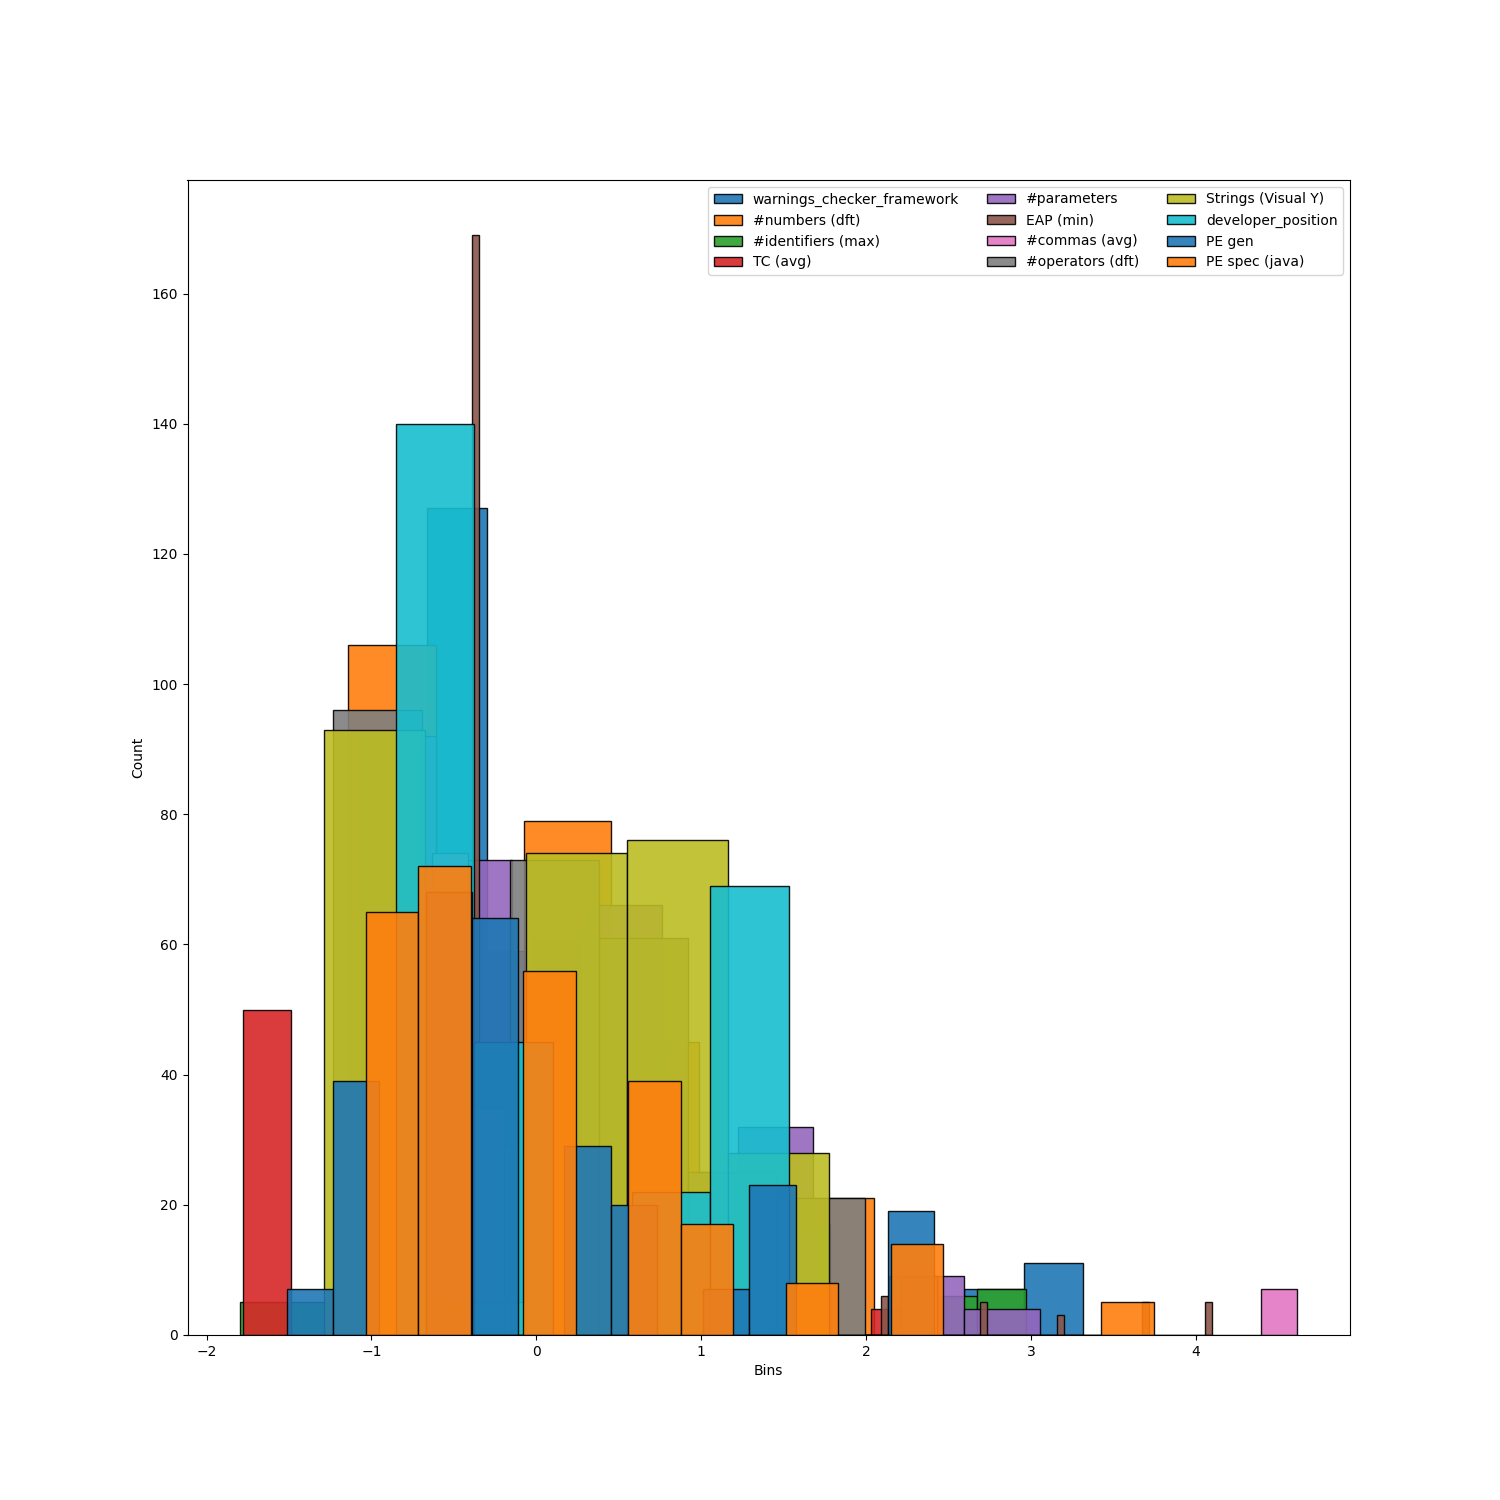 warnings_checker_framework
#numbers (dft)
#identifiers (max)
TC (avg)
#parameters
EAP (min)
#commas (avg)
#operators (dft)
Strings (Visual Y)
developer_position
PE gen
PE spec (java)
160
140
120
100
80
60
40
20
0
Count
−2 −1 0 1 2 3 4
Bins